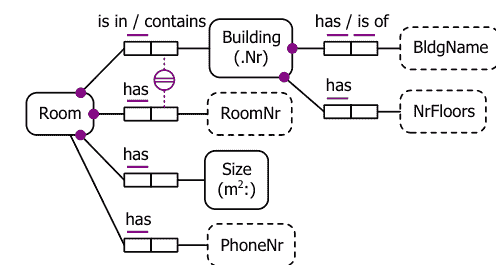 is in / contains
Building
(.Nr)
has / is of
BldgName
has
Room
RoomNr
has
NrFloors
has
Size
(m²:)
has
PhoneNr